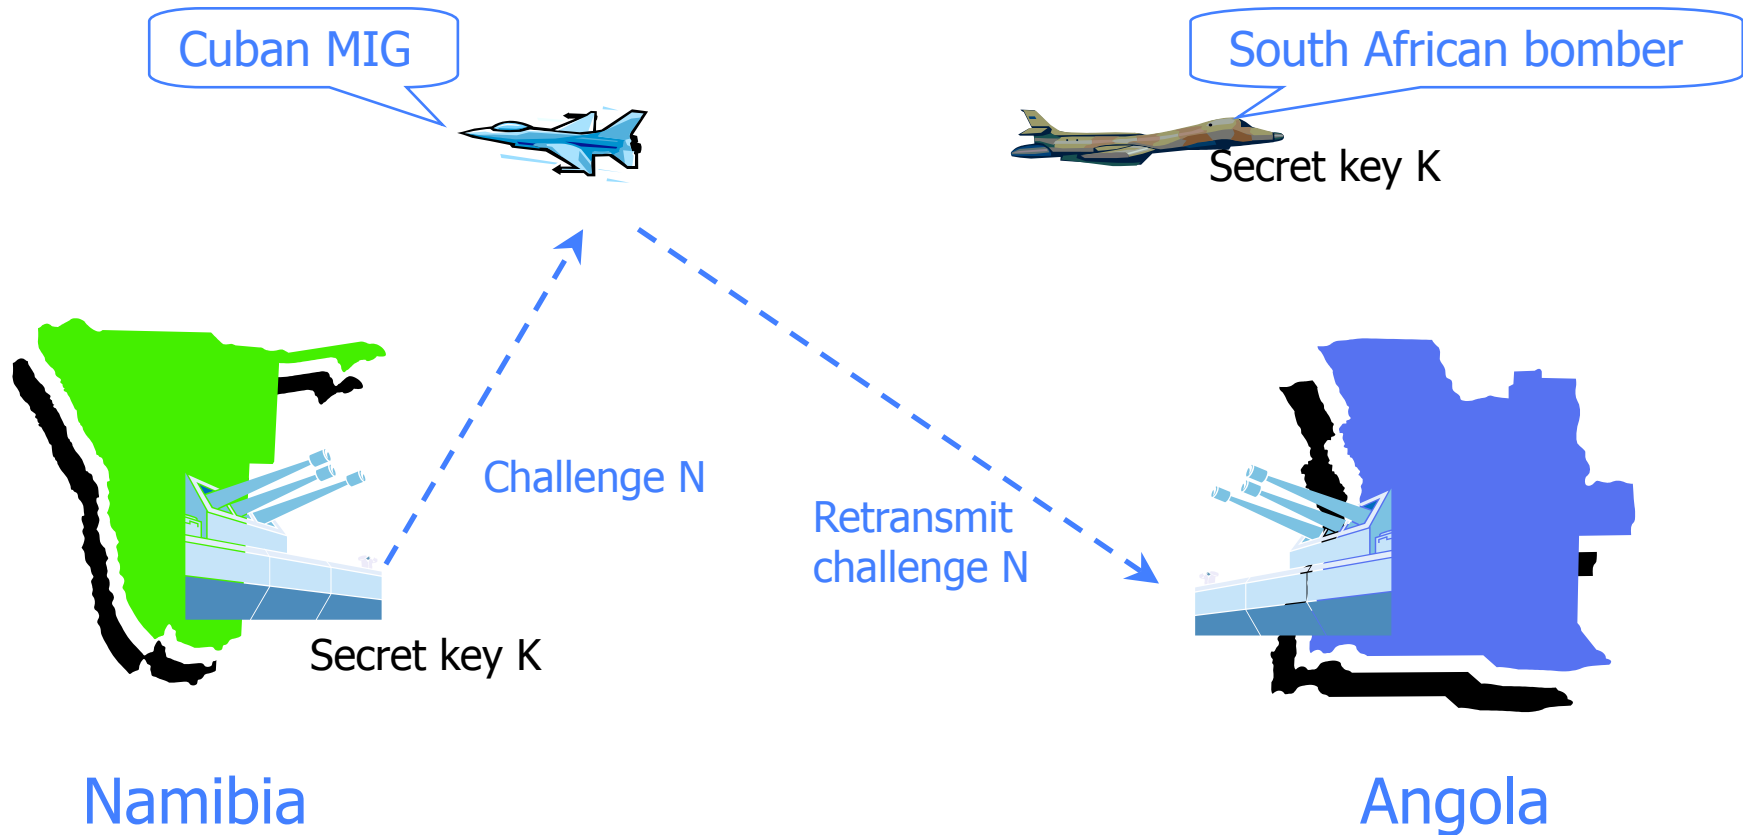 Cuban MIG
South African bomber
Secret key K
Challenge N
Retransmit
challenge N
Secret key K
Namibia
Angola